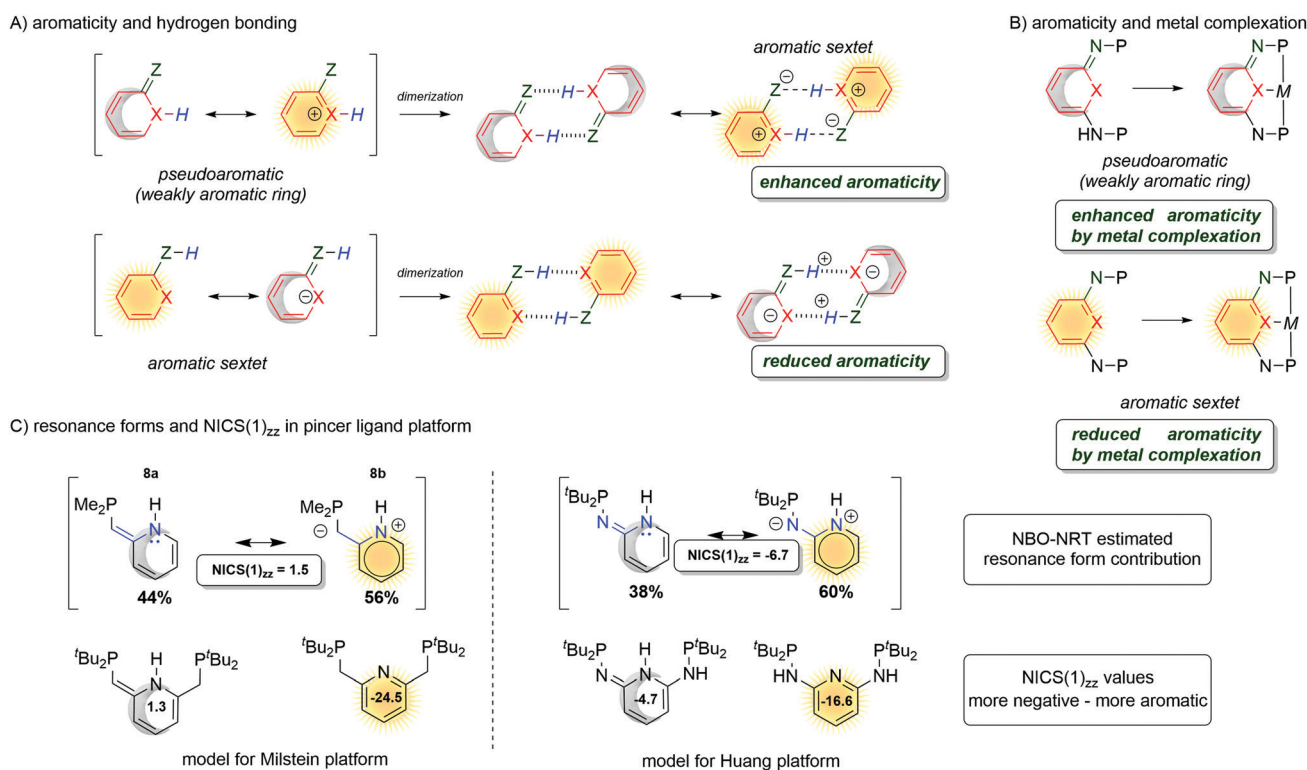 A) aromaticity and hydrogen bonding
B) aromaticity and metal complexation
Z
X-H
Z
X-H
⊕
pseudoaromatic
(weakly aromatic ring)
dimerization
Z H-X
X-H Z
aromatic sextet
Z⊖ H-X⊕
⊕X-H ⊖Z
enhanced aromaticity
Z-H
X
Z-H
X⊖
aromatic sextet
dimerization
Z-H X
X H-Z
Z-H⊕ X⊖
⊖X ⊕H-Z
reduced aromaticity
N-P
X
HN-P
N-P
X-M
N-P
pseudoaromatic
(weakly aromatic ring)
enhanced aromaticity
by metal complexation
N-P
X
N-P
N-P
X-M
N-P
aromatic sextet
reduced aromaticity
by metal complexation
C) resonance forms and NICS(1)zz in pincer ligand platform
8a
8b
Me2P
H
N
Me2P
⊖
H
N⊕
NICS(1)zz = 1.5
44%
56%
tBu2P
N
H
N
tBu2P
⊖N
H
N⊕
NICS(1)zz = -6.7
38%
60%
NBO-NRT estimated
resonance form contribution
tBu2P
H
N
PtBu2
1.3
tBu2P
N
PtBu2
-24.5
model for Milstein platform
tBu2P
N
H
N
NH
PtBu2
-4.7
tBu2P
HN
N
NH
PtBu2
-16.6
model for Huang platform
NICS(1)zz values
more negative - more aromatic